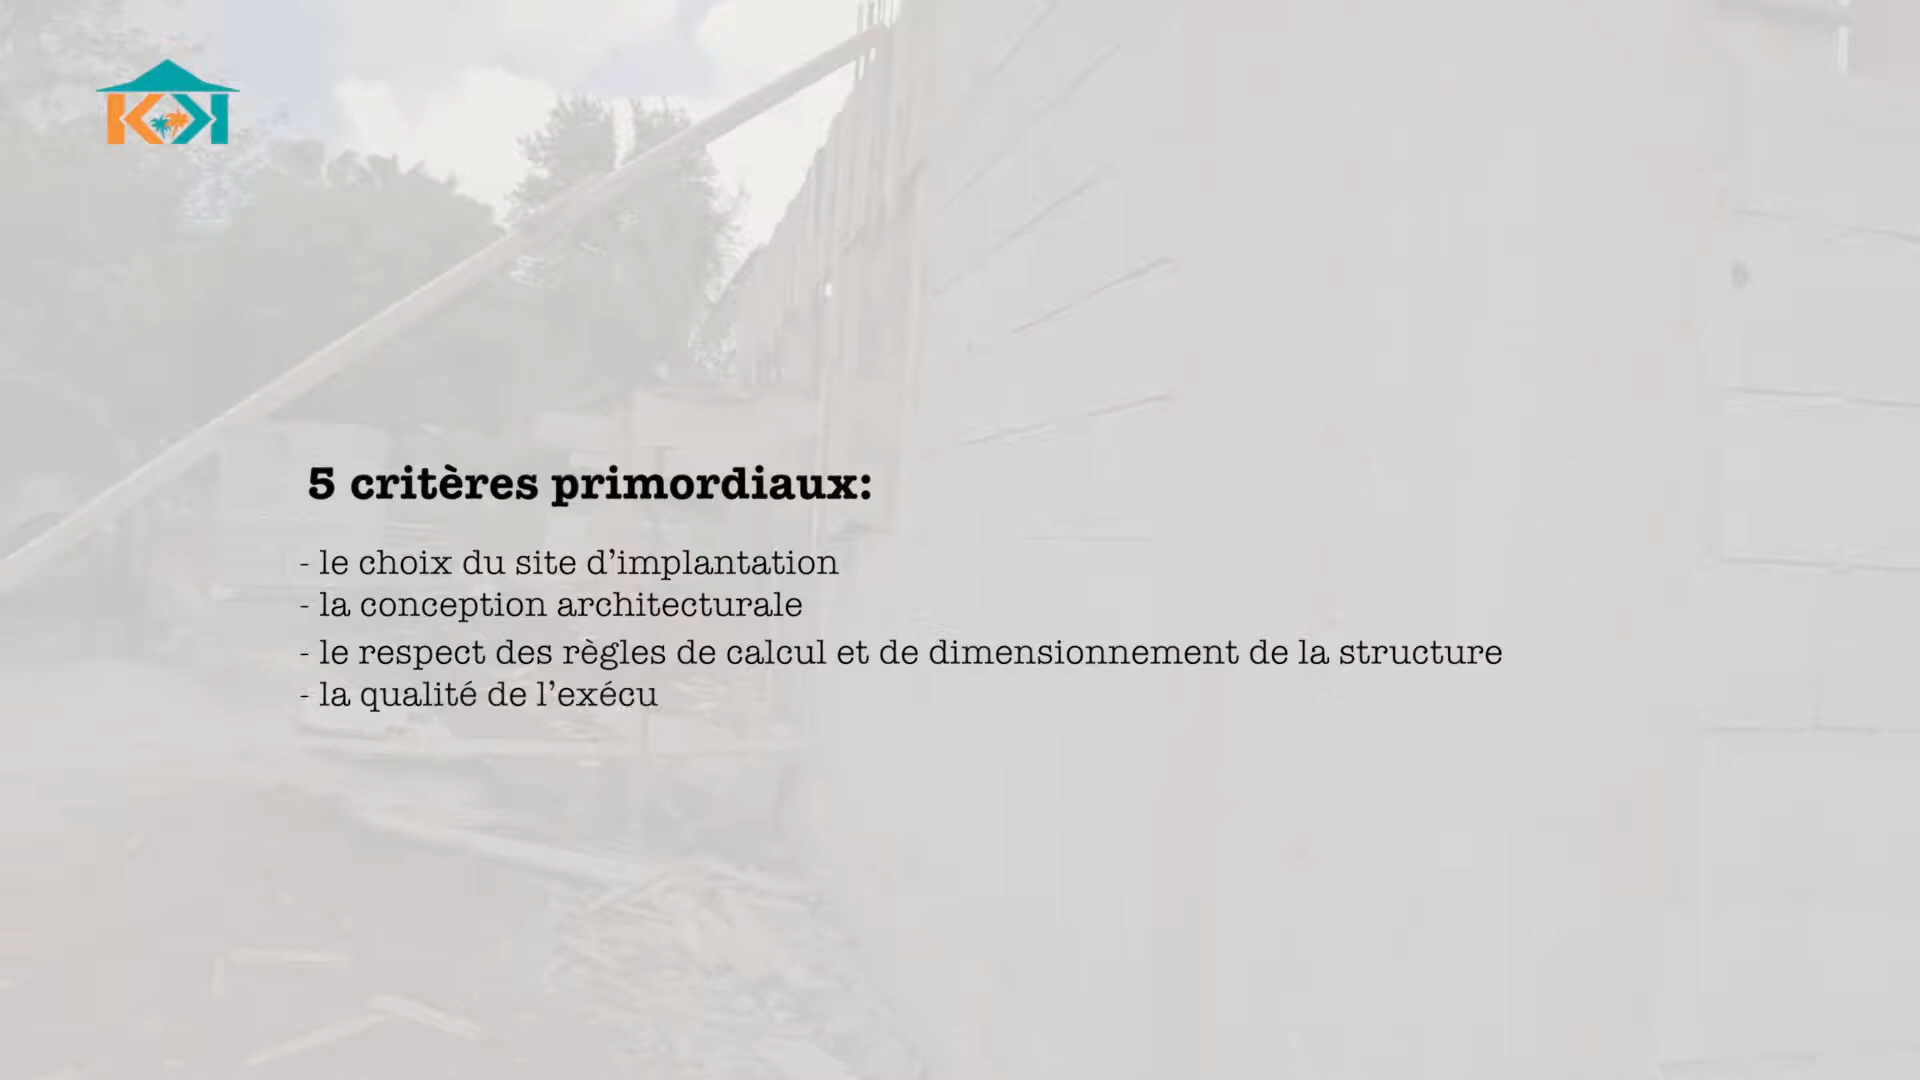 KK
5 critères primordiaux:
- le choix du site d’implantation
- la conception architecturale
- le respect des règles de calcul et de dimensionnement de la structure
- la qualité de l’exécu